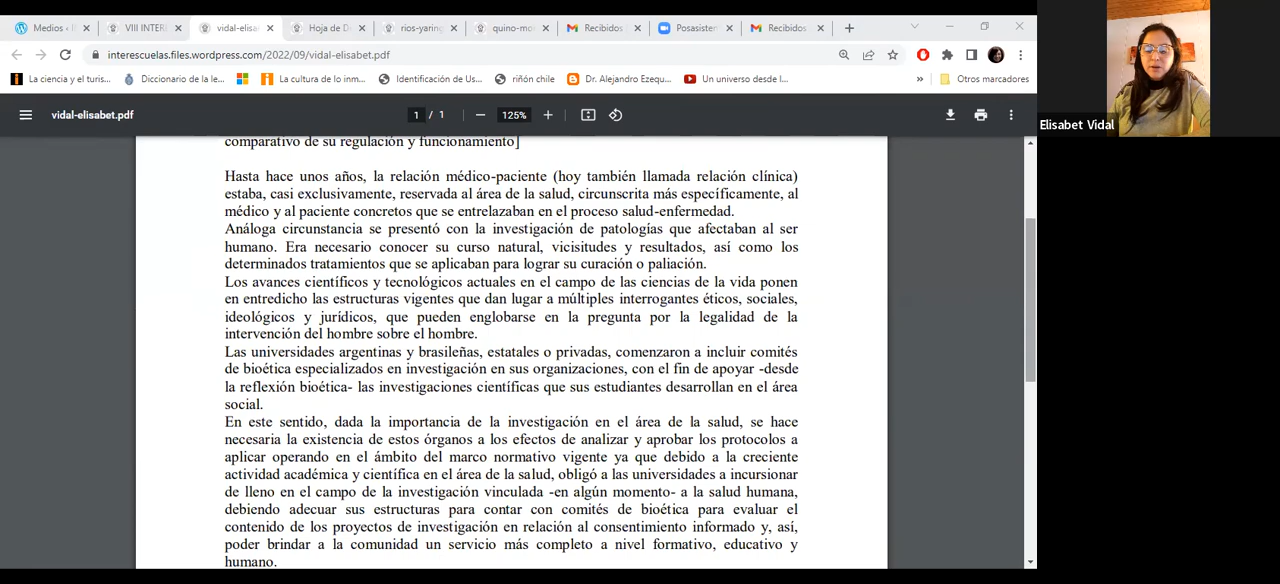 Medios ‹ In
VIII INTER
vidal-elisa
Hoja de D
rios-yaring
quino-mo
Recibidos
Posasisten
Recibidos
interescuelas.files.wordpress.com/2022/09/vidal-elisabet.pdf
La ciencia y el turis...
Diccionario de la le...
La cultura de lo inm...
Identificación de Us...
riñón chile
Dr. Alejandro Ezequ...
Un universo desde l...
»
Otros marcadores
vidal-elisabet.pdf
1 / 1
125%
Elisabet Vidal
comparativo de su regulación y funcionamiento]
Hasta hace unos años, la relación médico-paciente (hoy también llamada relación clínica)
estaba, casi exclusivamente, reservada al área de la salud, circunscrita más específicamente, al
médico y al paciente concretos que se entrelazaban en el proceso salud-enfermedad.
Análoga circunstancia se presentó con la investigación de patologías que afectaban al ser
humano. Era necesario conocer su curso natural, vicisitudes y resultados, así como los
determinados tratamientos que se aplicaban para lograr su curación o paliación.
Los avances científicos y tecnológicos actuales en el campo de las ciencias de la vida ponen
en entredicho las estructuras vigentes que dan lugar a múltiples interrogantes éticos, sociales,
ideológicos y jurídicos, que pueden englobarse en la pregunta por la legalidad de la
intervención del hombre sobre el hombre.
Las universidades argentinas y brasileñas, estatales o privadas, comenzaron a incluir comités
de bioética especializados en investigación en sus organizaciones, con el fin de apoyar -desde
la reflexión bioética- las investigaciones científicas que sus estudiantes desarrollan en el área
social.
En este sentido, dada la importancia de la investigación en el área de la salud, se hace
necesaria la existencia de estos órganos a los efectos de analizar y aprobar los protocolos a
aplicar operando en el ámbito del marco normativo vigente ya que debido a la creciente
actividad académica y científica en el área de la salud, obligó a las universidades a incursionar
de lleno en el campo de la investigación vinculada -en algún momento- a la salud humana,
debiendo adecuar sus estructuras para contar con comités de bioética para evaluar el
contenido de los proyectos de investigación en relación al consentimiento informado y, así,
poder brindar a la comunidad un servicio más completo a nivel formativo, educativo y
humano.